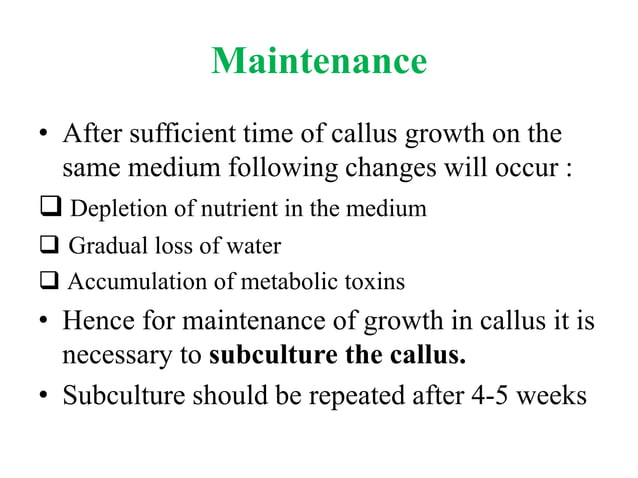 Maintenance
• After sufficient time of callus growth on the
same medium following changes will occur :
❑ Depletion of nutrient in the medium
❑ Gradual loss of water
❑ Accumulation of metabolic toxins
• Hence for maintenance of growth in callus it is
necessary to subculture the callus.
• Subculture should be repeated after 4-5 weeks